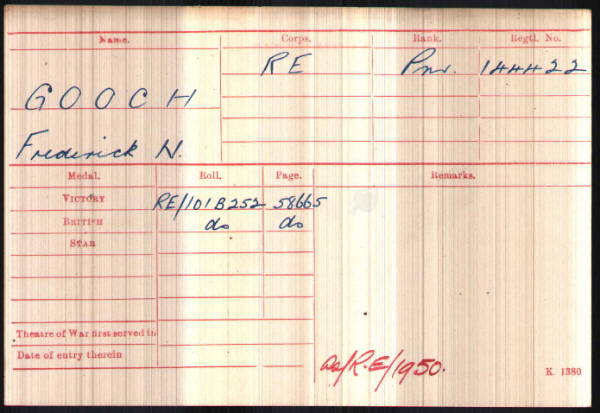 Name. Corps. Rank. Regtl. No.
RE Pnr. 144422
GOOCH
Frederick N.
Medal. Roll. Page. Remarks.
VICTORY RE/101B252 58665
BRITISH do do
STAR
Theatre of War first served in
Date of entry therein
/R.E/1950.
K. 1380